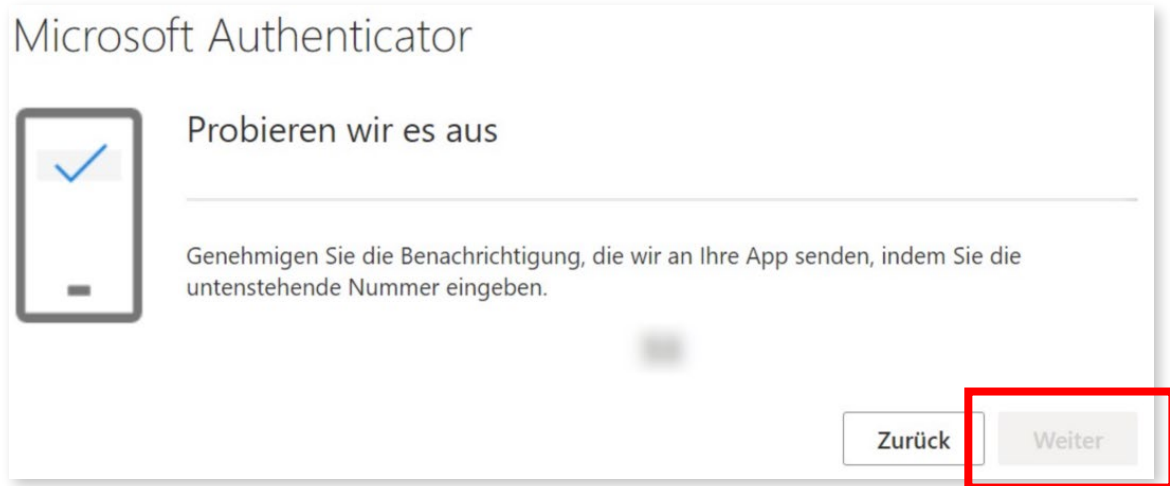 Microsoft Authenticator
Probieren wir es aus
Genehmigen Sie die Benachrichtigung, die wir an Ihre App senden, indem Sie die
untenstehende Nummer eingeben.
Zurück
Weiter